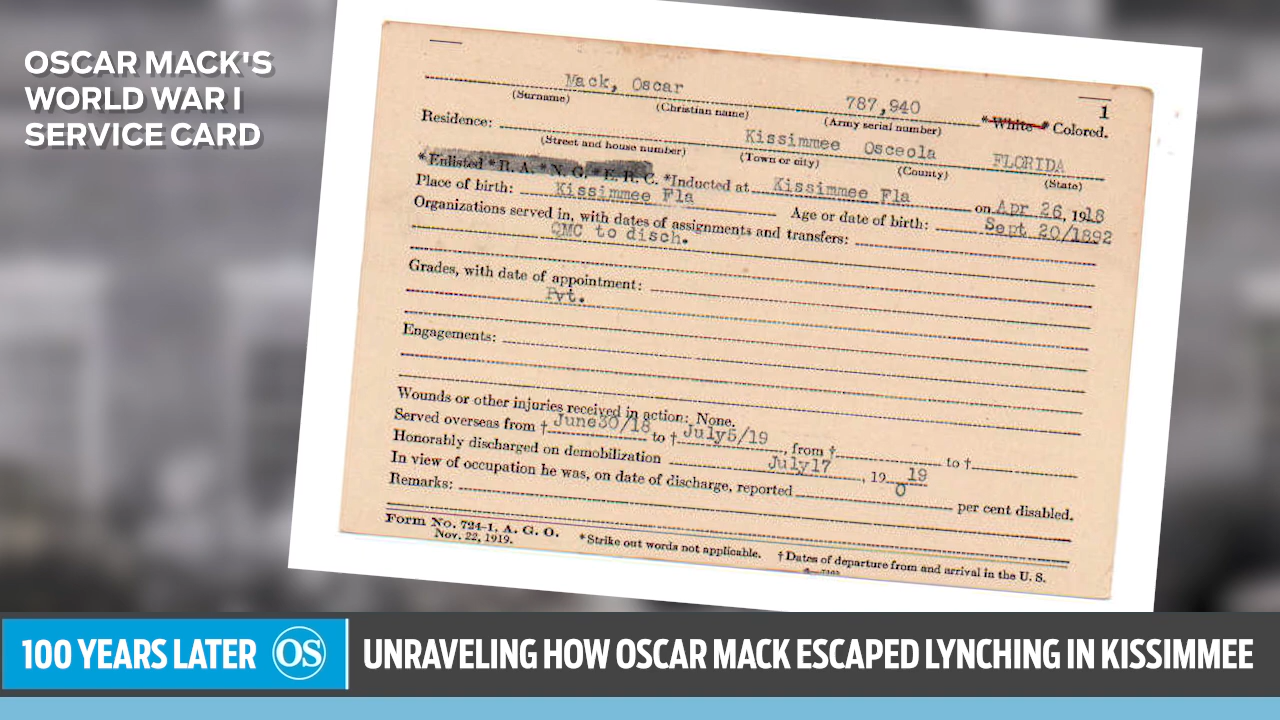 OSCAR MACK'S
WORLD WAR I
SERVICE CARD
Mack, Oscar 787,940 1
(Surname) (Christian name) (Army serial number) * White * Colored.
Residence: Kissimmee Osceola FLORIDA
(Street and house number) (Town or city) (County) (State)
*Enlisted *R. A. *N. G. *E. R. C. *Inducted at Kissimmee Fla on Apr 26, 1918
Place of birth: Kissimmee Fla Age or date of birth: Sept 20/1892
Organizations served in, with dates of assignments and transfers:
QMC to disch.
Grades, with date of appointment:
Pvt.
Engagements:
Wounds or other injuries received in action: None.
Served overseas from † June30/18 to † July5/19, from † to †
Honorably discharged on demobilization July17, 19 19
In view of occupation he was, on date of discharge, reported 0 per cent disabled.
Remarks:
Form No. 724-1, A. G. O. *Strike out words not applicable. †Dates of departure from and arrival in the U. S.
Nov. 22, 1919.
100 YEARS LATER OS UNRAVELING HOW OSCAR MACK ESCAPED LYNCHING IN KISSIMMEE